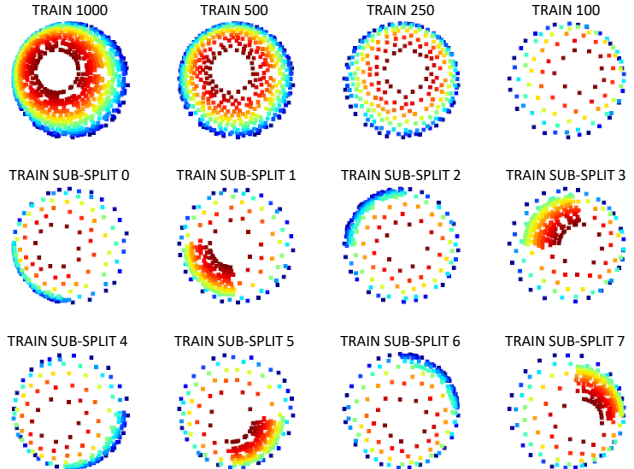 TRAIN 1000
TRAIN 500
TRAIN 250
TRAIN 100
TRAIN SUB-SPLIT 0
TRAIN SUB-SPLIT 1
TRAIN SUB-SPLIT 2
TRAIN SUB-SPLIT 3
TRAIN SUB-SPLIT 4
TRAIN SUB-SPLIT 5
TRAIN SUB-SPLIT 6
TRAIN SUB-SPLIT 7